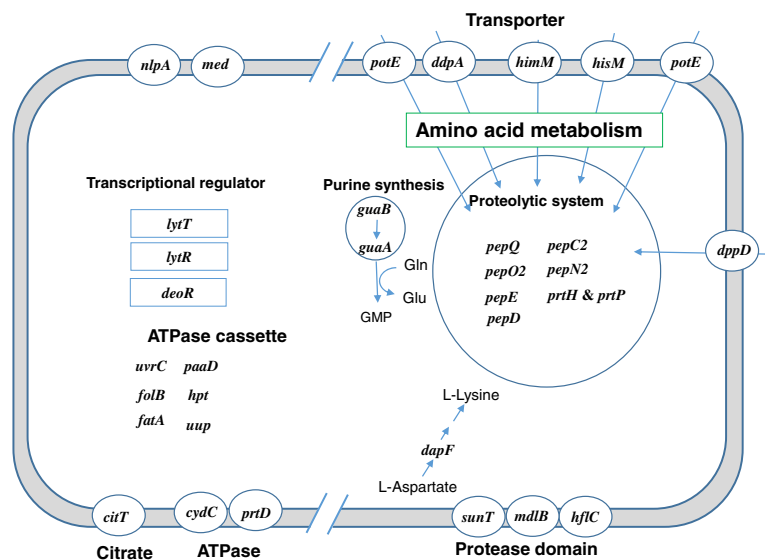 Transporter
nlpA
med
potE
ddpA
himM
hisM
potE
Amino acid metabolism
Transcriptional regulator
lytT
lytR
deoR
Purine synthesis
guaB
guaA
Gln
Glu
GMP
Proteolytic system
pepQ pepC2
pepO2 pepN2
pepE prtH & prtP
pepD
dppD
ATPase cassette
uvrC paaD
folB hpt
fatA uup
L-Lysine
dapF
L-Aspartate
citT
cydC
prtD
sunT
mdlB
hflC
Citrate
ATPase
Protease domain